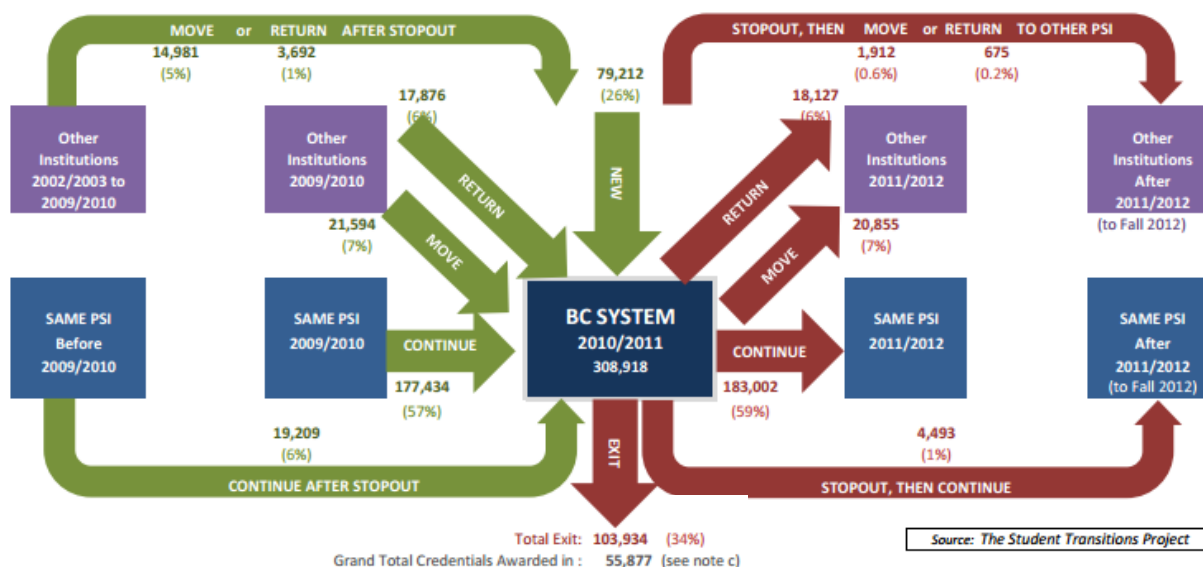 MOVE or RETURN AFTER STOPOUT
14,981 3,692
(5%) (1%)
79,212
(26%)
STOPOUT, THEN MOVE or RETURN TO OTHER PSI
1,912 675
(0.6%) (0.2%)
17,876
(6%)
18,127
(6%)
Other
Institutions
2002/2003 to
2009/2010
Other
Institutions
2009/2010
RETURN
NEW
RETURN
Other
Institutions
2011/2012
Other
Institutions
After
2011/2012
(to Fall 2012)
21,594
(7%)
MOVE
MOVE
20,855
(7%)
SAME PSI
Before
2009/2010
SAME PSI
2009/2010
CONTINUE
177,434
(57%)
BC SYSTEM
2010/2011
308,918
CONTINUE
183,002
(59%)
SAME PSI
2011/2012
SAME PSI
After
2011/2012
(to Fall 2012)
19,209
(6%)
CONTINUE AFTER STOPOUT
EXIT
4,493
(1%)
STOPOUT, THEN CONTINUE
Total Exit: 103,934 (34%)
Grand Total Credentials Awarded in : 55,877 (see note c)
Source: The Student Transitions Project